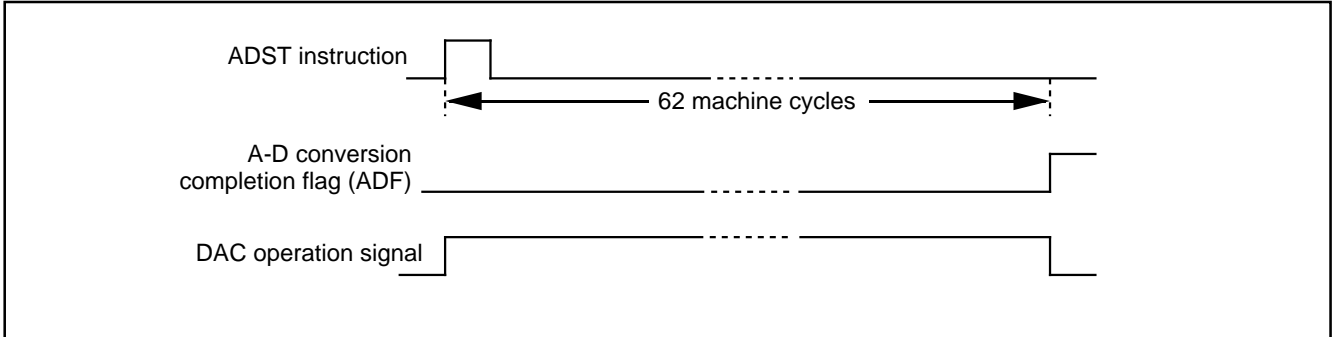 ADST instruction
62 machine cycles
A-D conversion
completion flag (ADF)
DAC operation signal